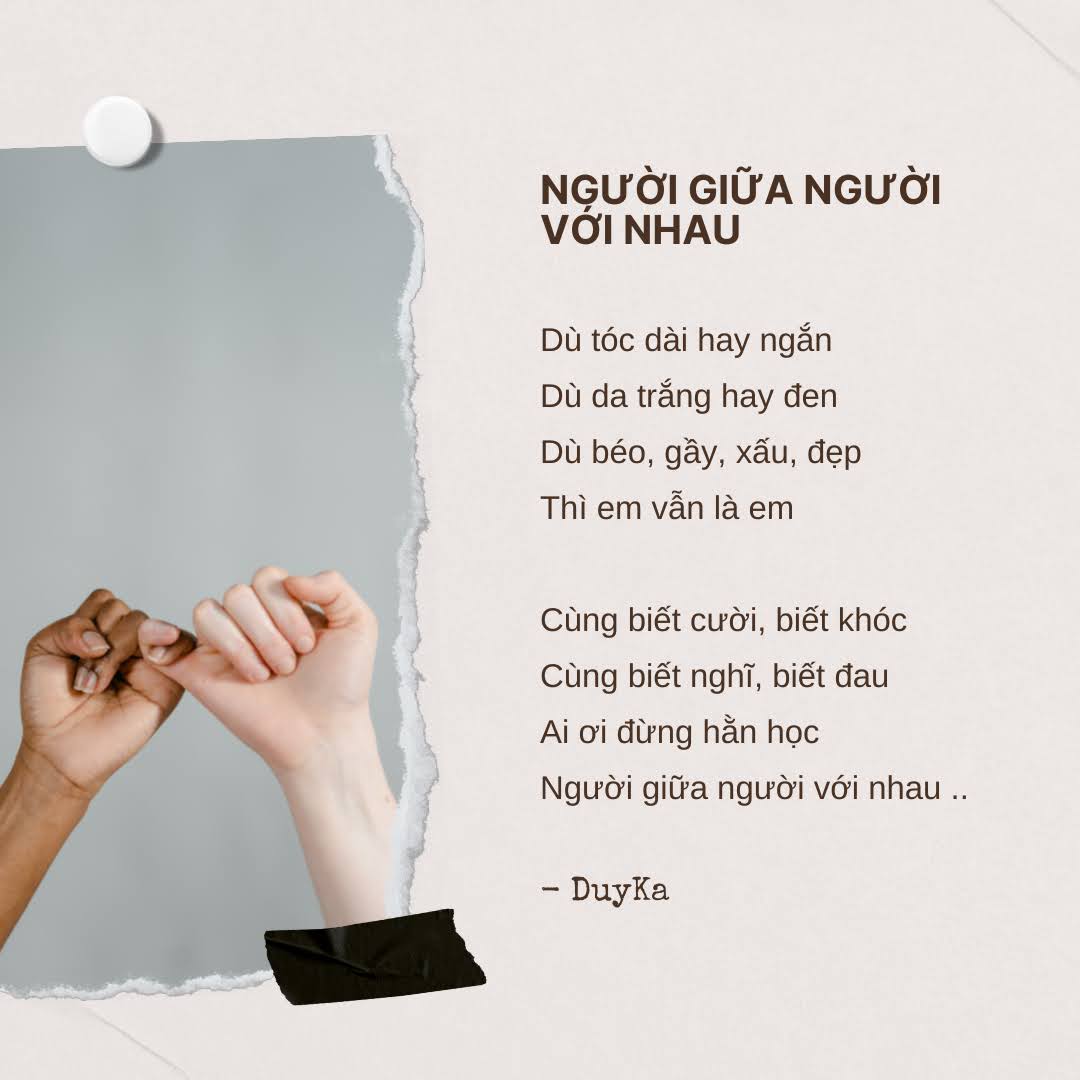 NGƯỜI GIỮA NGƯỜI
VỚI NHAU
Dù tóc dài hay ngắn
Dù da trắng hay đen
Dù béo, gầy, xấu, đẹp
Thì em vẫn là em
Cùng biết cười, biết khóc
Cùng biết nghĩ, biết đau
Ai ơi đừng hằn học
Người giữa người với nhau ..
- DuyKa